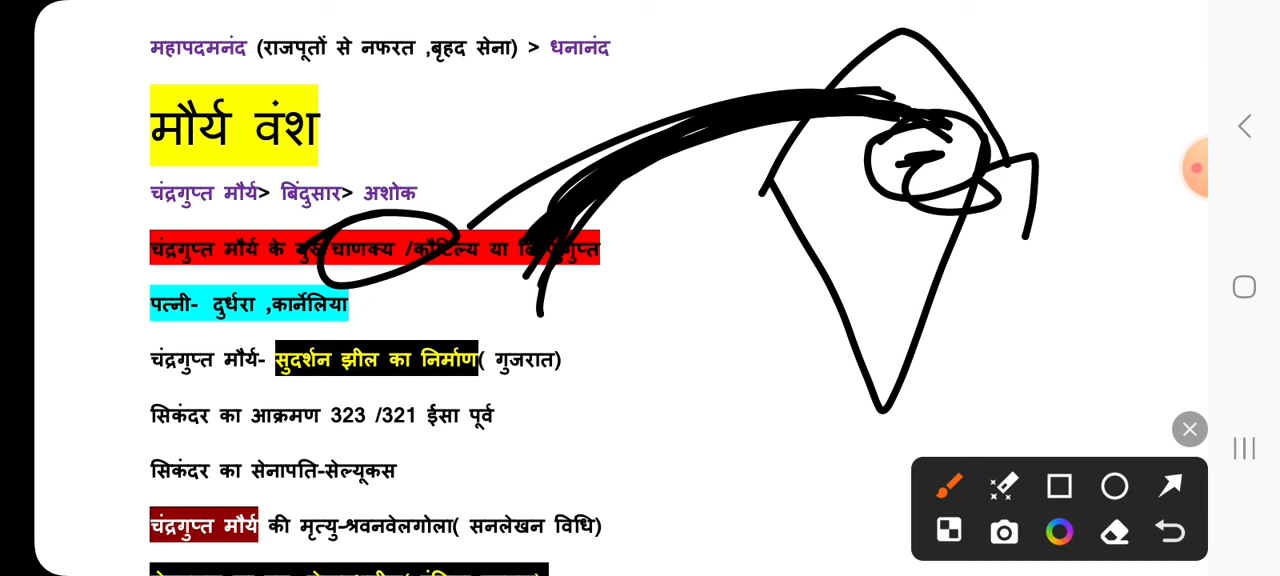 महापदमनंद (राजपूतों से नफरत ,बृहद सेना) > धनानंद
मौर्य वंश
चंद्रगुप्त मौर्य> बिंदुसार> अशोक
चंद्रगुप्त मौर्य के चाणक्य /कौटिल्य या
पत्नी- दुर्धरा ,कार्नेलिया
चंद्रगुप्त मौर्य- सुदर्शन झील का निर्माण( गुजरात)
सिकंदर का आक्रमण 323 /321 ईसा पूर्व
सिकंदर का सेनापति-सेल्यूकस
चंद्रगुप्त मौर्य की मृत्यु-श्रवनवेलगोला( सनलेखन विधि)